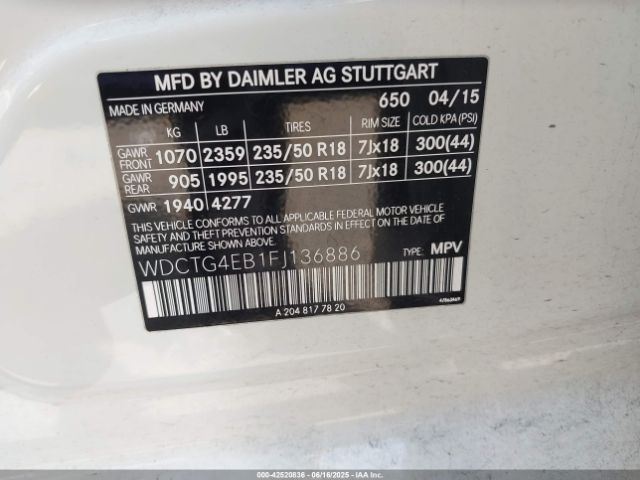 MFD BY DAIMLER AG STUTTGART
MADE IN GERMANY 650 04/15
KG LB TIRES RIM SIZE COLD KPA (PSI)
GAWR FRONT 1070 2359 235/50 R18 7Jx18 300(44)
GAWR REAR 905 1995 235/50 R18 7Jx18 300(44)
GVWR 1940 4277
THIS VEHICLE CONFORMS TO ALL APPLICABLE FEDERAL MOTOR VEHICLE
SAFETY AND THEFT PREVENTION STANDARDS IN EFFECT ON THE DATE OF
MANUFACTURE SHOWN ABOVE.
WDCTG4EB1FJ136886 TYPE: MPV
A 204 817 78 20
000-42520836 - 06/16/2025 - IAAI COPYRIGHT